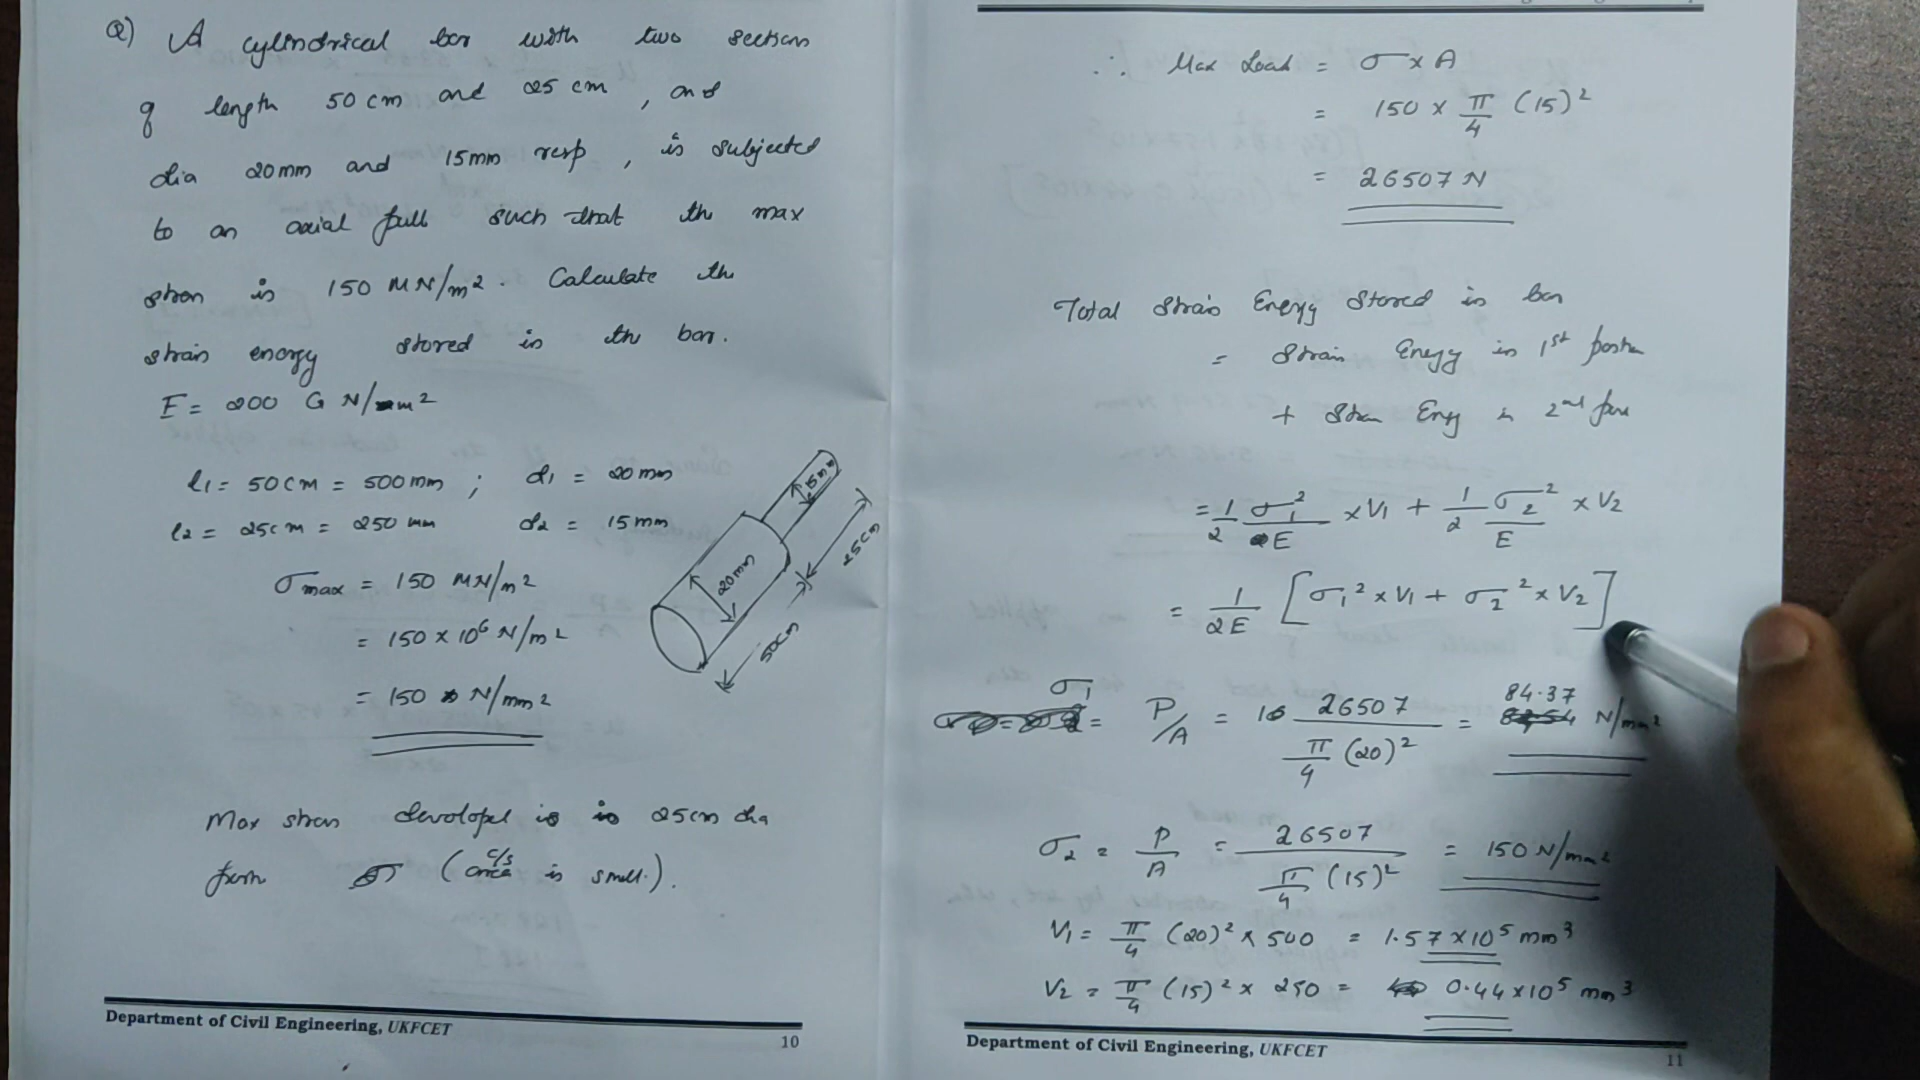 Q) A cylindrical bar with two sections
of length 50 cm and 25 cm, and
dia 20mm and 15mm resp, is subjected
to an axial pull such that the max
stress is 150 MN/m². Calculate the
strain energy stored in the bar.
E = 200 G N/m²
l₁ = 50cm = 500mm ; d₁ = 20mm
l₂ = 25cm = 250 mm d₂ = 15mm
σmax = 150 MN/m²
= 150 x 10⁶ N/m²
= 150 N/mm²
15mm
20mm
25cm
50cm
Max stress developed is in 25cm dia
(c/s area is small.).
Department of Civil Engineering, UKFCET
10
∴ Max Load = σ x A
= 150 x π/4 (15)²
= 26507 N
Total Strain Energy Stored in bar
= Strain Energy in 1st portion
+ Strain Energy in 2nd
= 1/2 σ₁²/E x V₁ + 1/2 σ₂²/E x V₂
= 1/2E [σ₁² x V₁ + σ₂² x V₂]
σ₁ = P/A = 26507 / π/4 (20)² = 84.37 N/mm²
σ₂ = P/A = 26507 / π/4 (15)² = 150 N/mm²
V₁ = π/4 (20)² x 500 = 1.57 x 10⁵ mm³
V₂ = π/4 (15)² x 250 = 0.44 x 10⁵ mm³
Department of Civil Engineering, UKFCET
11